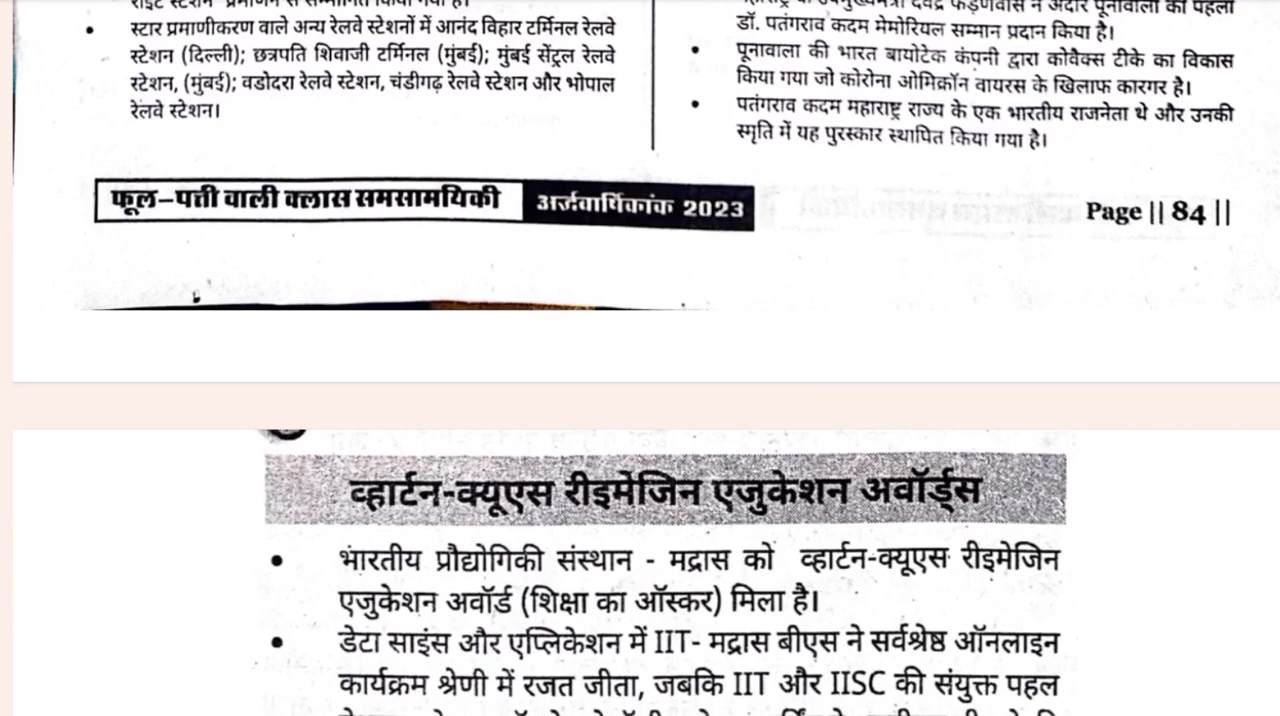 स्टार प्रमाणीकरण वाले अन्य रेलवे स्टेशनों में आनंद विहार टर्मिनल रेलवे
स्टेशन (दिल्ली); छत्रपति शिवाजी टर्मिनल (मुंबई); मुंबई सेंट्रल रेलवे
स्टेशन, (मुंबई); वडोदरा रेलवे स्टेशन, चंडीगढ़ रेलवे स्टेशन और भोपाल
रेलवे स्टेशन।
डॉ. पतंगराव कदम मेमोरियल सम्मान प्रदान किया है।
पूनावाला की भारत बायोटेक कंपनी द्वारा कोवैक्स टीके का विकास
किया गया जो कोरोना ओमिक्रॉन वायरस के खिलाफ कारगर है।
पतंगराव कदम महाराष्ट्र राज्य के एक भारतीय राजनेता थे और उनकी
स्मृति में यह पुरस्कार स्थापित किया गया है।
फूल-पत्ती वाली क्लास समसामयिकी अर्द्धवार्षिकांक 2023
Page || 84 ||
व्हार्टन-क्यूएस रीइमेजिन एजुकेशन अवॉर्ड्स
भारतीय प्रौद्योगिकी संस्थान - मद्रास को व्हार्टन-क्यूएस रीइमेजिन
एजुकेशन अवॉर्ड (शिक्षा का ऑस्कर) मिला है।
डेटा साइंस और एप्लिकेशन में IIT- मद्रास बीएस ने सर्वश्रेष्ठ ऑनलाइन
कार्यक्रम श्रेणी में रजत जीता, जबकि IIT और IISC की संयुक्त पहल